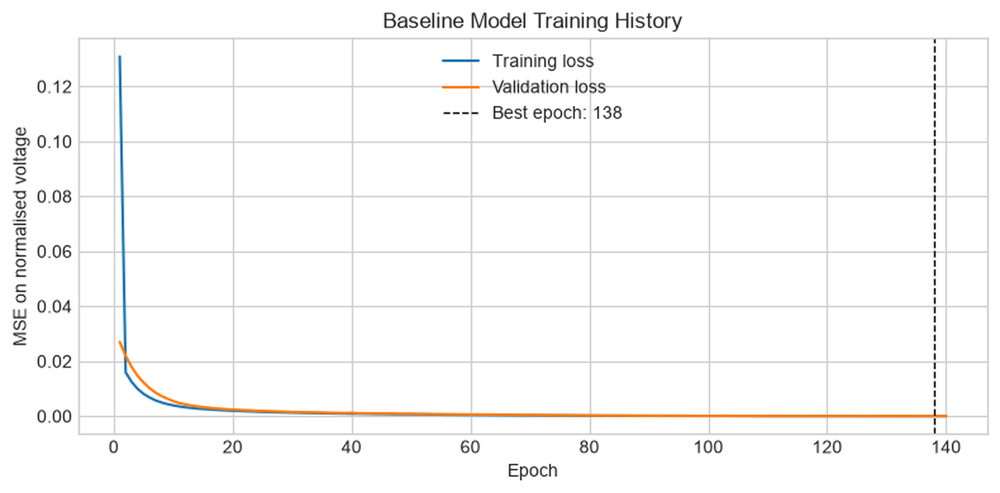 Baseline Model Training History
Training loss
Validation loss
Best epoch: 138
MSE on normalised voltage
0.12
0.10
0.08
0.06
0.04
0.02
0.00
0 20 40 60 80 100 120 140
Epoch